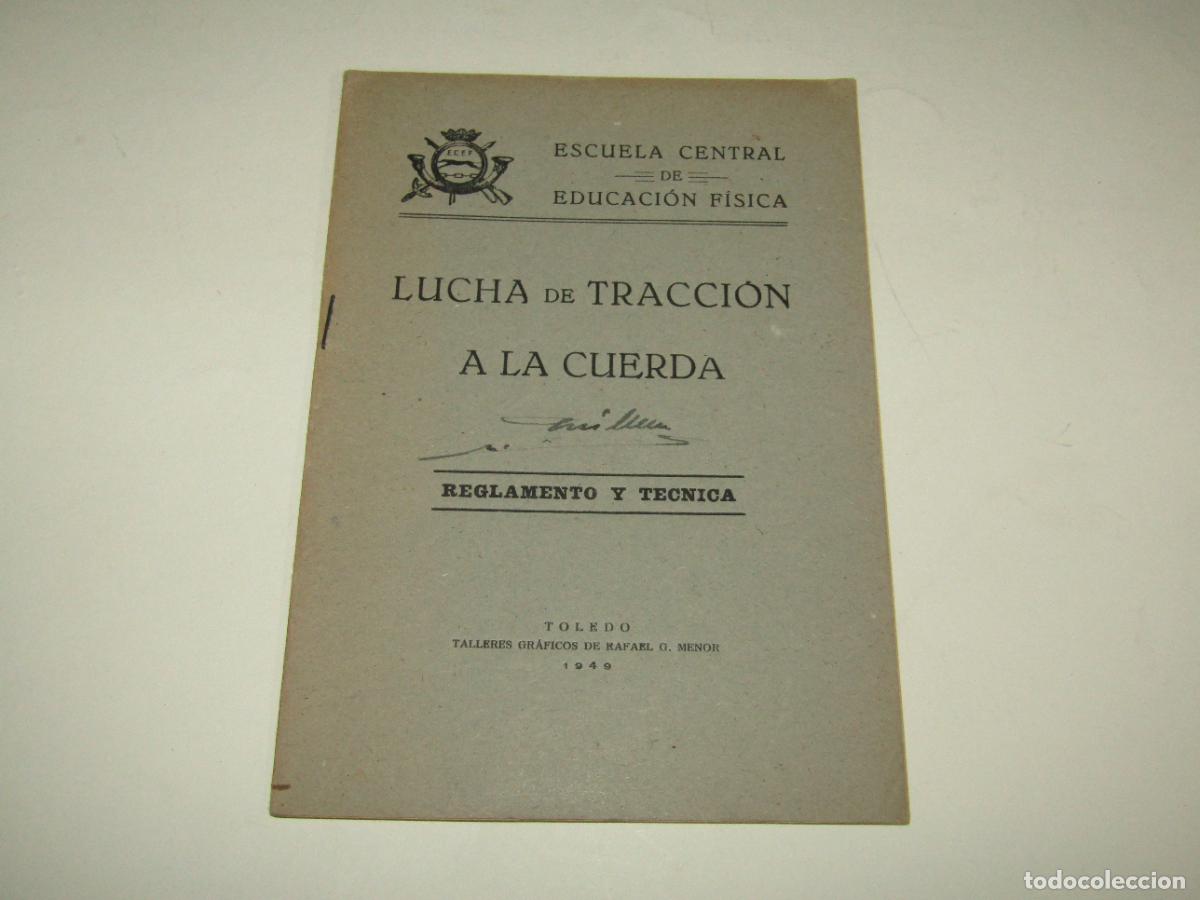 E.C.E.F
ESCUELA CENTRAL
DE
EDUCACIÓN FÍSICA
LUCHA DE TRACCIÓN
A LA CUERDA
REGLAMENTO Y TECNICA
TOLEDO
TALLERES GRÁFICOS DE RAFAEL G. MENOR
1949
todocoleccion